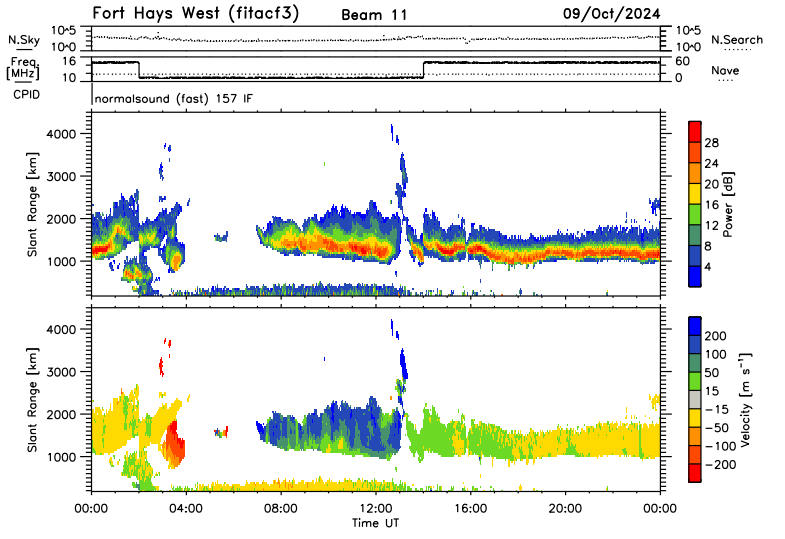 Fort Hays West (fitacf3) Beam 11 09/Oct/2024
N.Sky 10^5 10^0 10^5 10^0 N.Search
Freq. [MHz] 16 10 60 0 Nave
CPID normalsound (fast) 157 IF
Slant Range [km] 4000 3000 2000 1000
28 24 20 16 12 8 4 Power [dB]
Slant Range [km] 4000 3000 2000 1000
200 100 50 15 −15 −50 −100 −200 Velocity [m s⁻¹]
00:00 04:00 08:00 12:00 16:00 20:00 00:00
Time UT